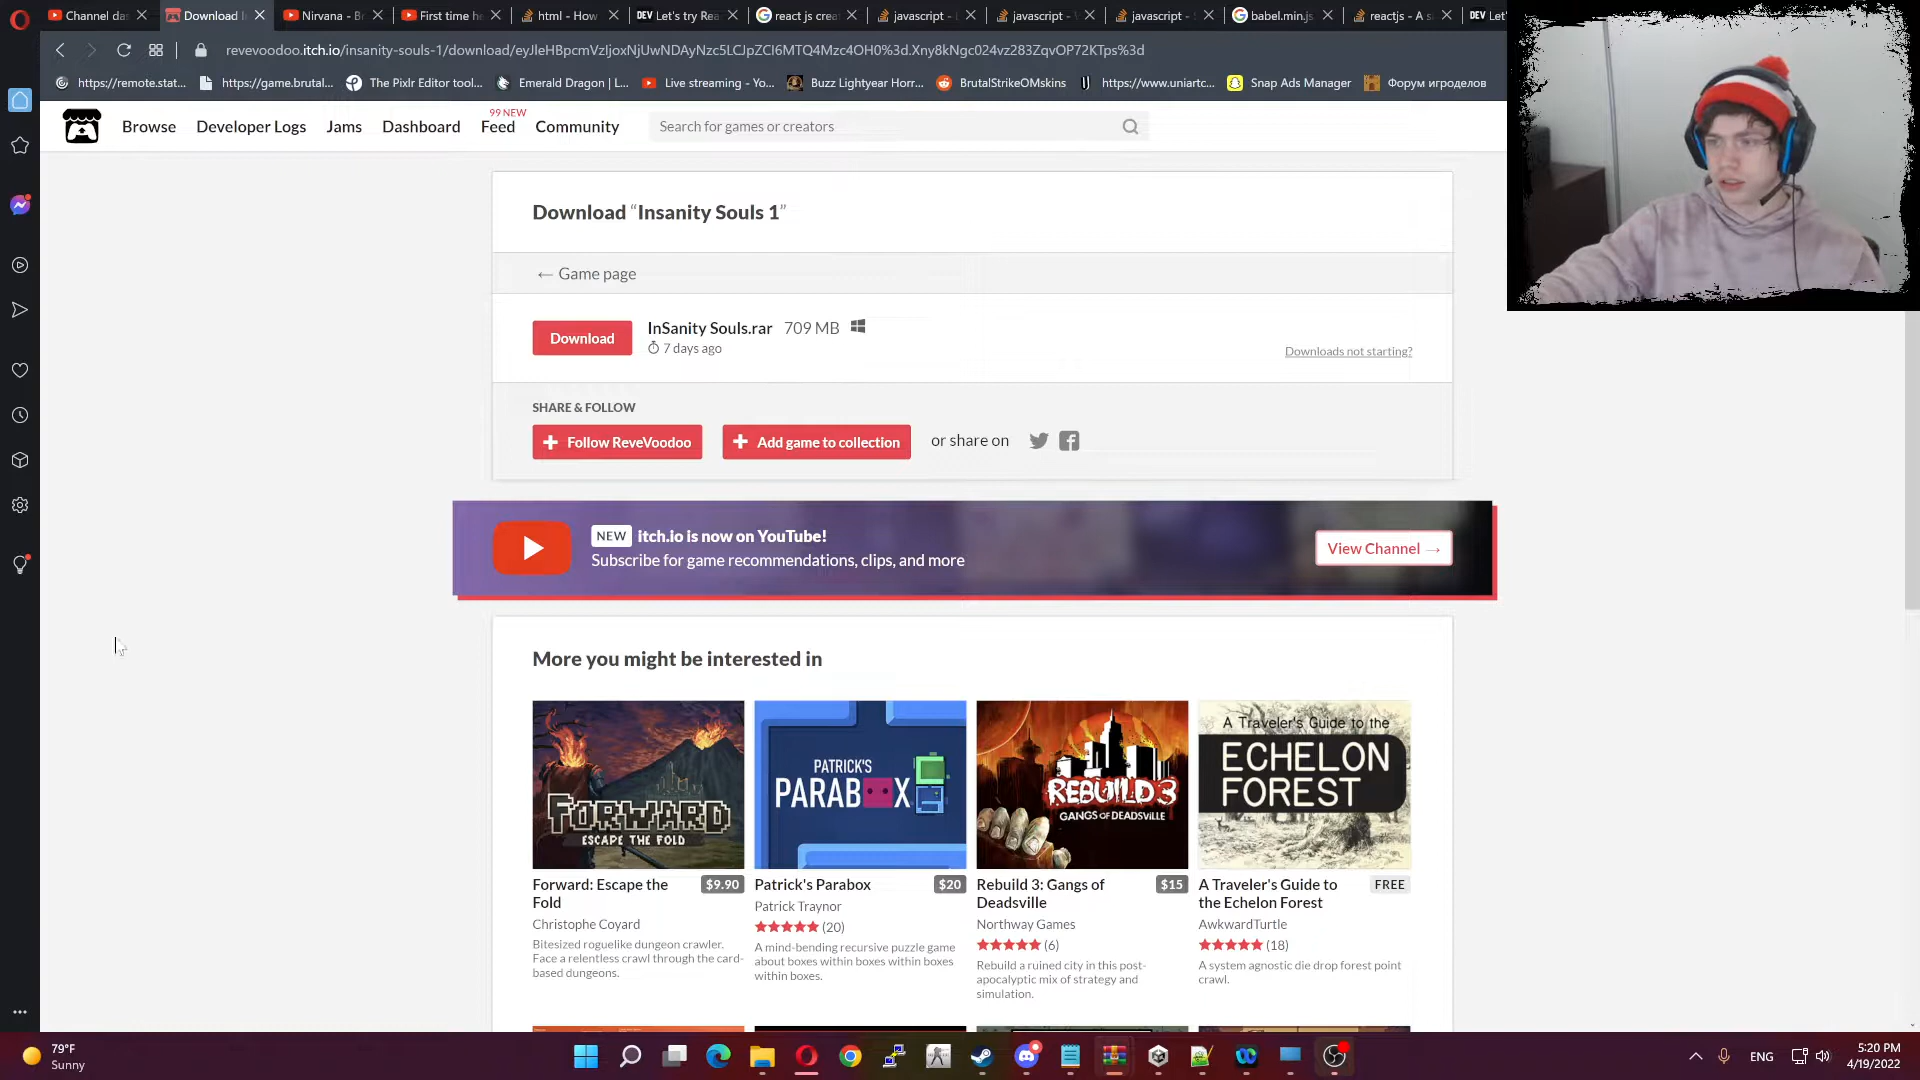 Channel da
Download I
Nirvana - B
First time he
html - How
DEV Let's try Rea
react js crea
javascript -
javascript -
javascript -
babel.min.js
reactjs - A s
DEV Let'
revevoodoo.itch.io/insanity-souls-1/download/
https://remote.stat...
https://game.brutal...
The Pixlr Editor tool...
Emerald Dragon | L...
Live streaming - Yo...
Buzz Lightyear Horr...
BrutalStrikeOMskins
https://www.uniartc...
Snap Ads Manager
Форум игроделов
99 NEW
Browse Developer Logs Jams Dashboard Feed Community Search for games or creators
Download “Insanity Souls 1”
← Game page
Download InSanity Souls.rar 709 MB
7 days ago
Downloads not starting?
SHARE & FOLLOW
Follow ReveVoodoo Add game to collection or share on
NEW itch.io is now on YouTube!
Subscribe for game recommendations, clips, and more
View Channel →
More you might be interested in
FORWARD
ESCAPE THE FOLD
PATRICK'S
PARABOX
REBUILD 3
GANGS OF DEADSVILLE
A Traveler's Guide to the
ECHELON
FOREST
Forward: Escape the
Fold
$9.90
Christophe Coyard
Bitesized roguelike dungeon crawler.
Face a relentless crawl through the card-
based dungeons.
Patrick's Parabox
$20
Patrick Traynor
(20)
A mind-bending recursive puzzle game
about boxes within boxes within boxes
within boxes.
Rebuild 3: Gangs of
Deadsville
$15
Northway Games
(6)
Rebuild a ruined city in this post-
apocalyptic mix of strategy and
simulation.
A Traveler's Guide to
the Echelon Forest
FREE
AwkwardTurtle
(18)
A system agnostic die drop forest point
crawl.
79°F
Sunny
ENG
5:20 PM
4/19/2022